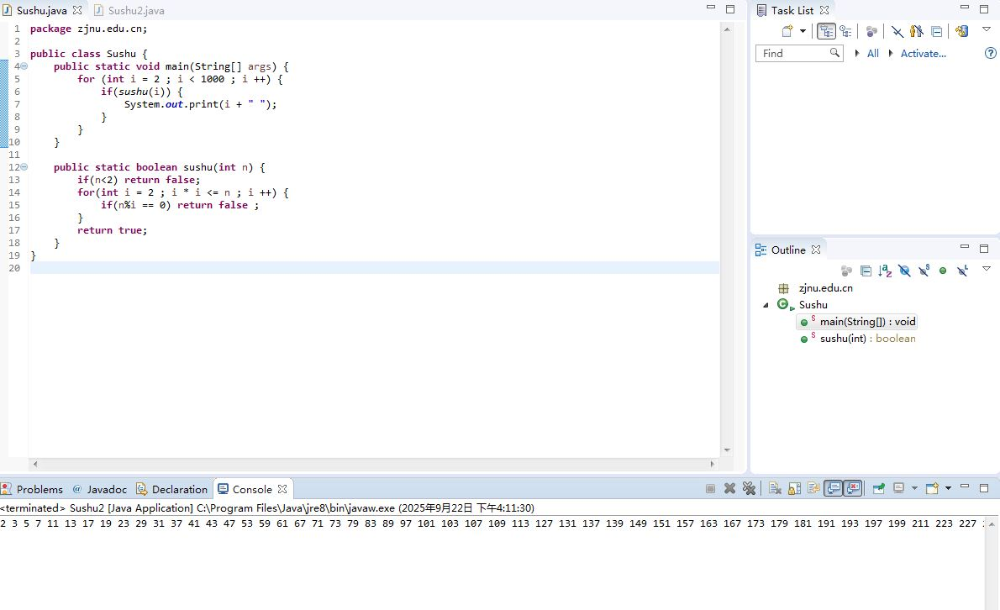 Sushu.java
Sushu2.java
1 package zjnu.edu.cn;
2
3 public class Sushu {
4 public static void main(String[] args) {
5 for (int i = 2 ; i < 1000 ; i ++) {
6 if(sushu(i)) {
7 System.out.print(i + " ");
8 }
9 }
10 }
11
12 public static boolean sushu(int n) {
13 if(n<2) return false;
14 for(int i = 2 ; i * i <= n ; i ++) {
15 if(n%i == 0) return false ;
16 }
17 return true;
18 }
19 }
20
Task List
Find
All
Activate...
Outline
zjnu.edu.cn
Sushu
main(String[]) : void
sushu(int) : boolean
Problems
Javadoc
Declaration
Console
<terminated> Sushu2 [Java Application] C:\Program Files\Java\jre8\bin\javaw.exe (2025年9月22日 下午4:11:30)
2 3 5 7 11 13 17 19 23 29 31 37 41 43 47 53 59 61 67 71 73 79 83 89 97 101 103 107 109 113 127 131 137 139 149 151 157 163 167 173 179 181 191 193 197 199 211 223 227